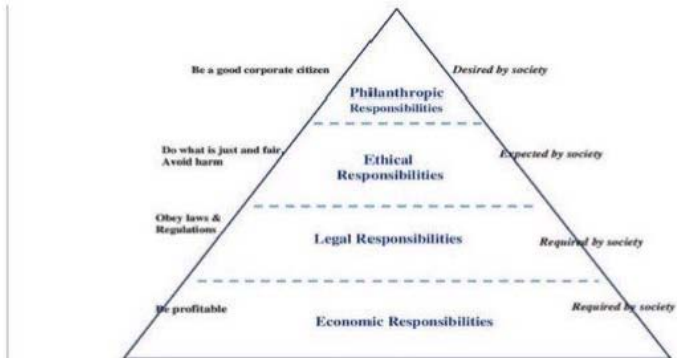 Be a good corporate citizen
Desired by society
Philanthropic
Responsibilities
Do what is just and fair,
Avoid harm
Expected by society
Ethical
Responsibilities
Obey laws &
Regulations
Legal Responsibilities
Required by society
Be profitable
Required by society
Economic Responsibilities